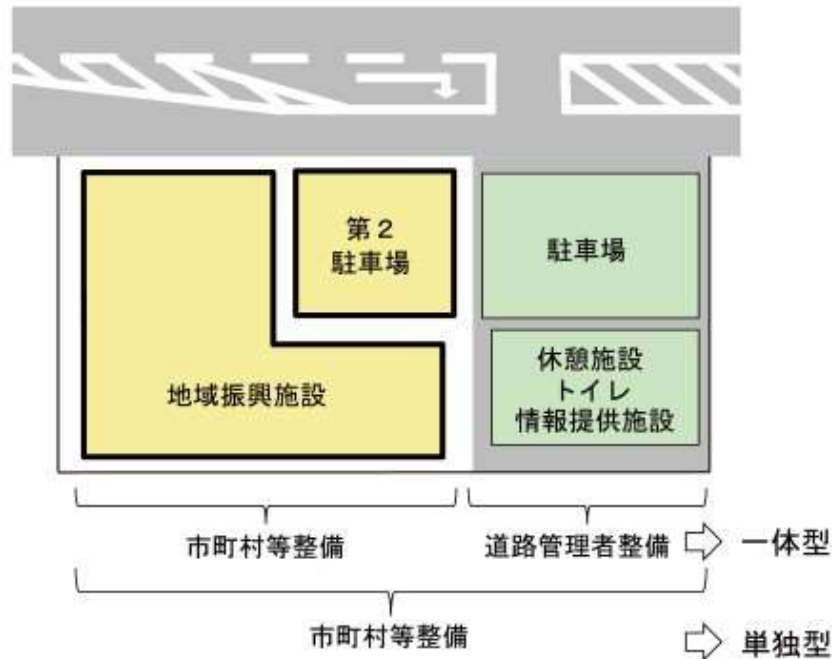 第２
駐車場
駐車場
地域振興施設
休憩施設
トイレ
情報提供施設
市町村等整備
道路管理者整備
一体型
市町村等整備
単独型